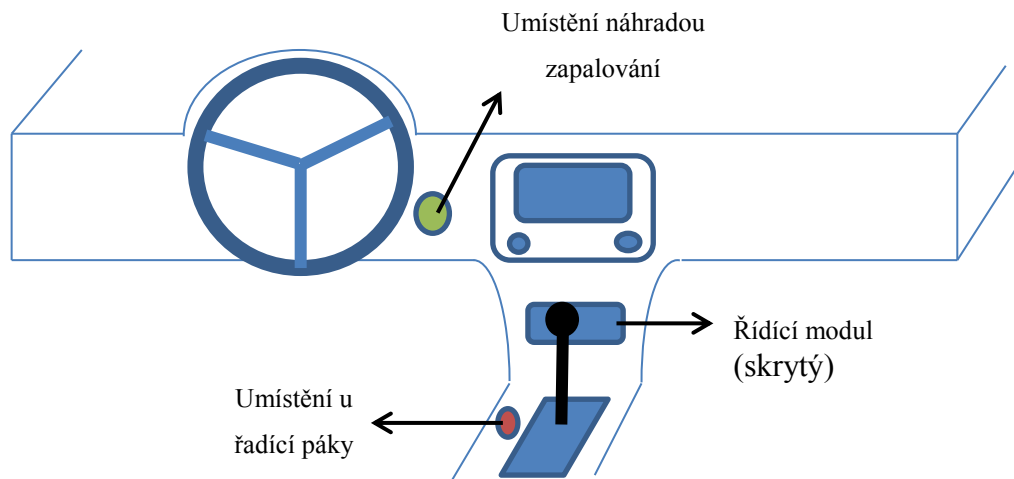 Umístění náhradou
zapalování
Řídící modul
(skrytý)
Umístění u
řadící páky